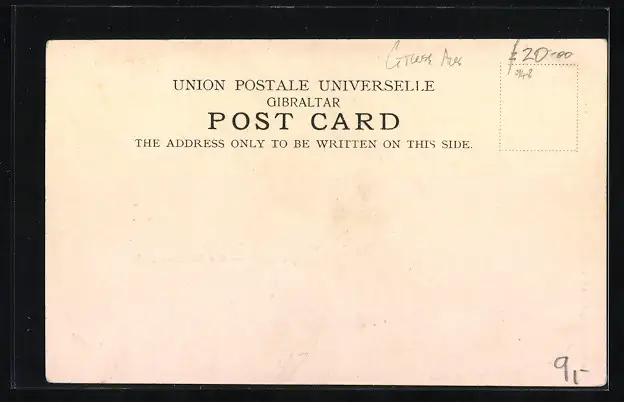 £20-00
UNION POSTALE UNIVERSELLE
GIBRALTAR
POST CARD
THE ADDRESS ONLY TO BE WRITTEN ON THIS SIDE.
9,-